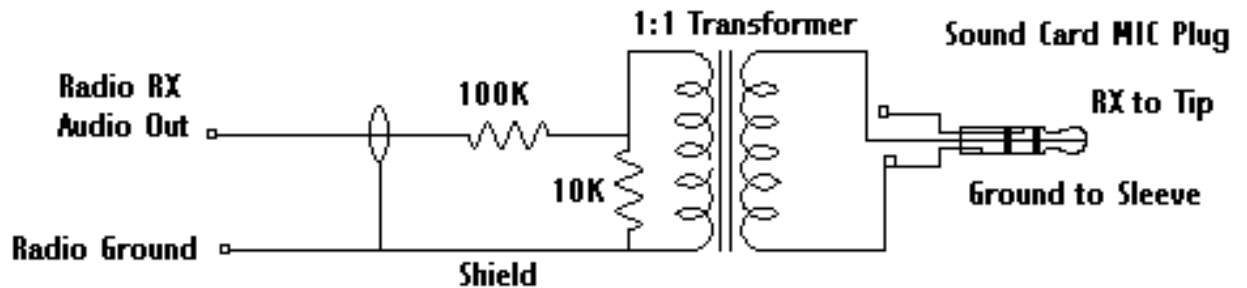 1:1 Transformer
Sound Card MIC Plug
Radio RX
Audio Out
100K
RX to Tip
10K
Ground to Sleeve
Radio Ground
Shield